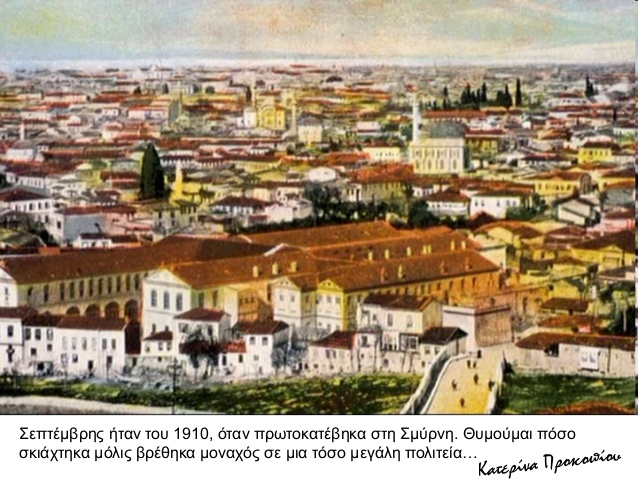 Σεπτέμβρης ήταν του 1910, όταν πρωτοκατέβηκα στη Σμύρνη. Θυμούμαι πόσο
σκιάχτηκα μόλις βρέθηκα μοναχός σε μια τόσο μεγάλη πολιτεία…
Κατερίνα Προκοπίου